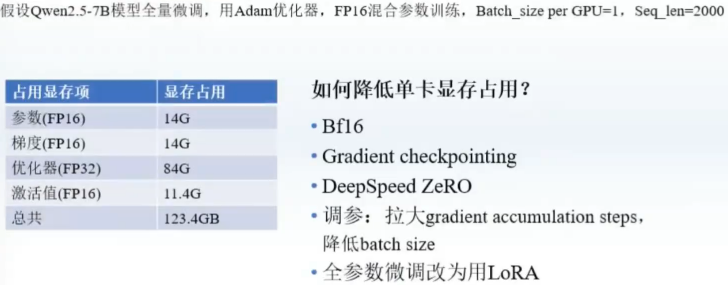 假设Qwen2.5-7B模型全量微调，用Adam优化器，FP16混合参数训练，Batch_size per GPU=1，Seq_len=2000
占用显存项 显存占用
参数(FP16) 14G
梯度(FP16) 14G
优化器(FP32) 84G
激活值(FP16) 11.4G
总共 123.4GB
如何降低单卡显存占用？
• Bf16
• Gradient checkpointing
• DeepSpeed ZeRO
• 调参：拉大gradient accumulation steps，
降低batch size
• 全参数微调改为用LoRA